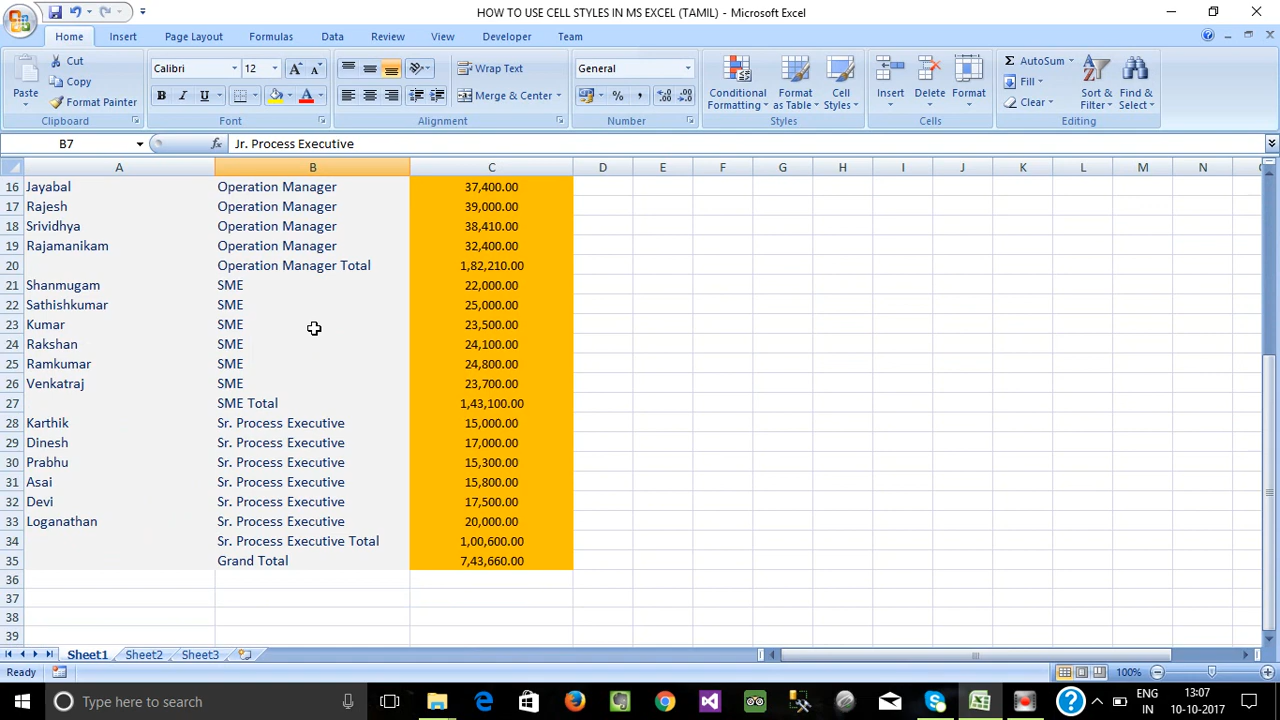 HOW TO USE CELL STYLES IN MS EXCEL (TAMIL) - Microsoft Excel
Home Insert Page Layout Formulas Data Review View Developer Team
Paste Cut Copy Format Painter Clipboard
Calibri 12 B I U A Font
Wrap Text Merge & Center Alignment
General % , Number
Conditional Formatting Format as Table Cell Styles Styles
Insert Delete Format Cells
Σ AutoSum Fill Clear Sort & Filter Find & Select Editing
B7 fx Jr. Process Executive
A B C D E F G H I J K L M N
16 Jayabal Operation Manager 37,400.00
17 Rajesh Operation Manager 39,000.00
18 Srividhya Operation Manager 38,410.00
19 Rajamanikam Operation Manager 32,400.00
20 Operation Manager Total 1,82,210.00
21 Shanmugam SME 22,000.00
22 Sathishkumar SME 25,000.00
23 Kumar SME 23,500.00
24 Rakshan SME 24,100.00
25 Ramkumar SME 24,800.00
26 Venkatraj SME 23,700.00
27 SME Total 1,43,100.00
28 Karthik Sr. Process Executive 15,000.00
29 Dinesh Sr. Process Executive 17,000.00
30 Prabhu Sr. Process Executive 15,300.00
31 Asai Sr. Process Executive 15,800.00
32 Devi Sr. Process Executive 17,500.00
33 Loganathan Sr. Process Executive 20,000.00
34 Sr. Process Executive Total 1,00,600.00
35 Grand Total 7,43,660.00
36
37
38
39
Sheet1 Sheet2 Sheet3
Ready 100%
Type here to search ENG 13:07
IN 10-10-2017